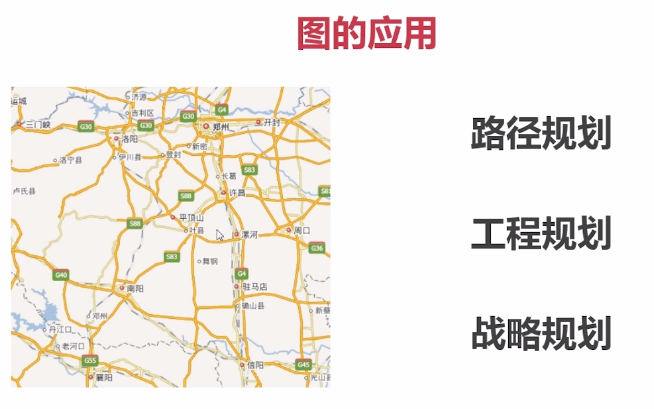 图的应用
路径规划
工程规划
战略规划
运城
济源
吉利区
三门峡
G30
G30
G30
G4
郑州
开封
洛阳
新密
洛宁县
伊川县
登封
长葛
S83
卢氏县
S88
许昌
平顶山
S88
叶县
漯河
周口
G36
S83
舞钢
G40
G4
南阳
驻马店
确山县
邓州
新蔡
丹江口
老河口
G55
信阳
G45
襄阳
光山县